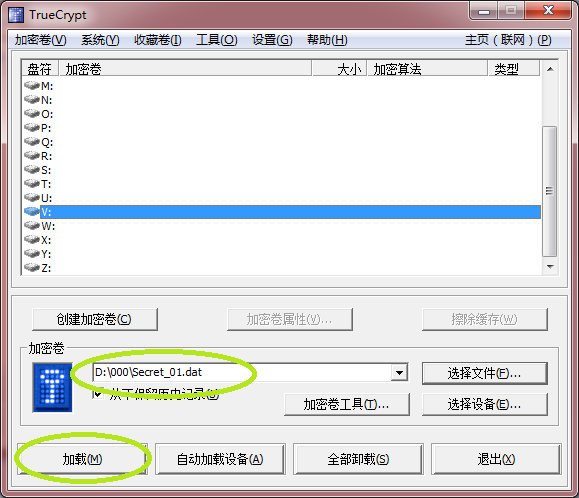 TrueCrypt
加密卷(V) 系统(Y) 收藏卷(I) 工具(O) 设置(G) 帮助(H) 主页（联网）(P)
盘符 加密卷 大小 加密算法 类型
M:
N:
O:
P:
Q:
R:
S:
T:
U:
V:
W:
X:
Y:
Z:
创建加密卷(C) 加密卷属性(V)... 擦除缓存(W)
加密卷
D:\000\Secret_01.dat 选择文件(F)...
从不保留历史记录
加密卷工具(T)... 选择设备(E)...
加载(M) 自动加载设备(A) 全部卸载(S) 退出(X)